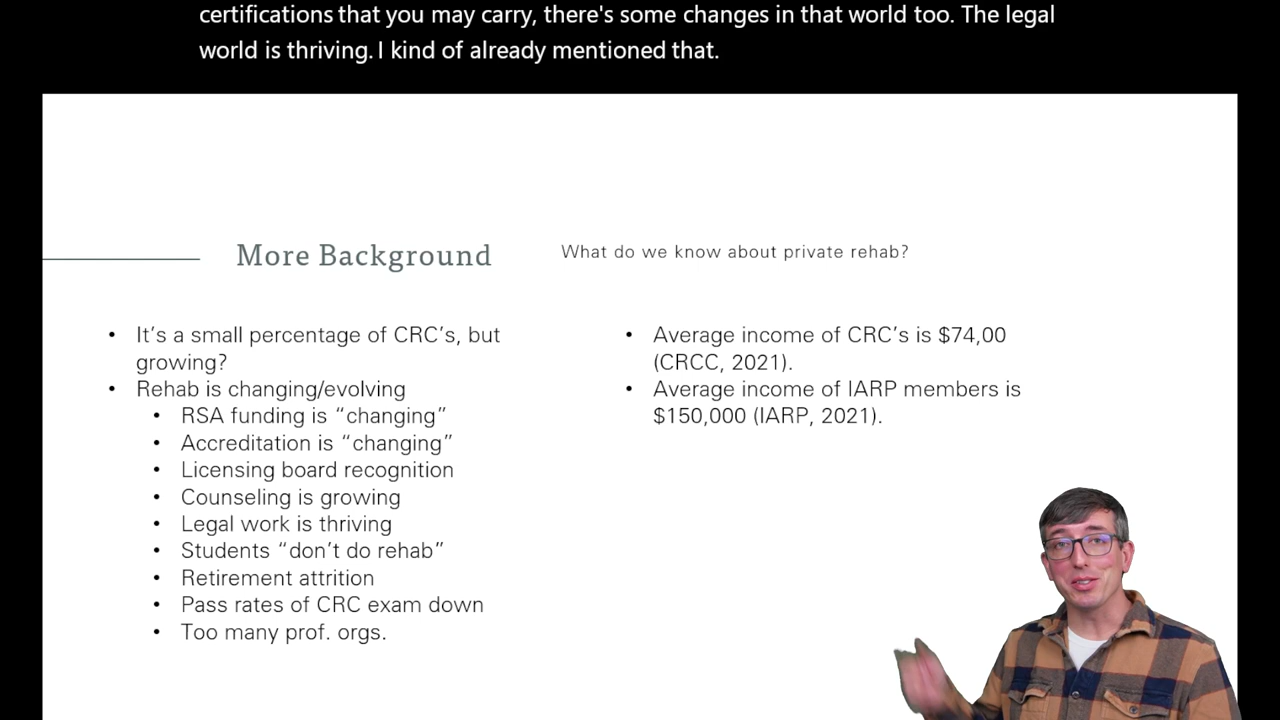 certifications that you may carry, there's some changes in that world too. The legal
world is thriving. I kind of already mentioned that.
More Background
What do we know about private rehab?
• It’s a small percentage of CRC’s, but
growing?
• Rehab is changing/evolving
• RSA funding is “changing”
• Accreditation is “changing”
• Licensing board recognition
• Counseling is growing
• Legal work is thriving
• Students “don’t do rehab”
• Retirement attrition
• Pass rates of CRC exam down
• Too many prof. orgs.
• Average income of CRC’s is $74,00
(CRCC, 2021).
• Average income of IARP members is
$150,000 (IARP, 2021).